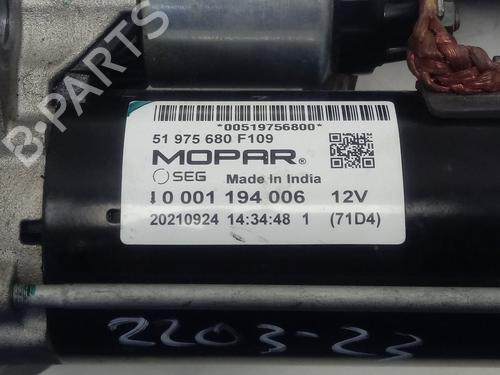 *00519756800*
51 975 680 F109
MOPAR®
SEG Made In India
0 001 194 006 12V
20210924 14:34:48 1 (71D4)
2203-23
B-PARTS